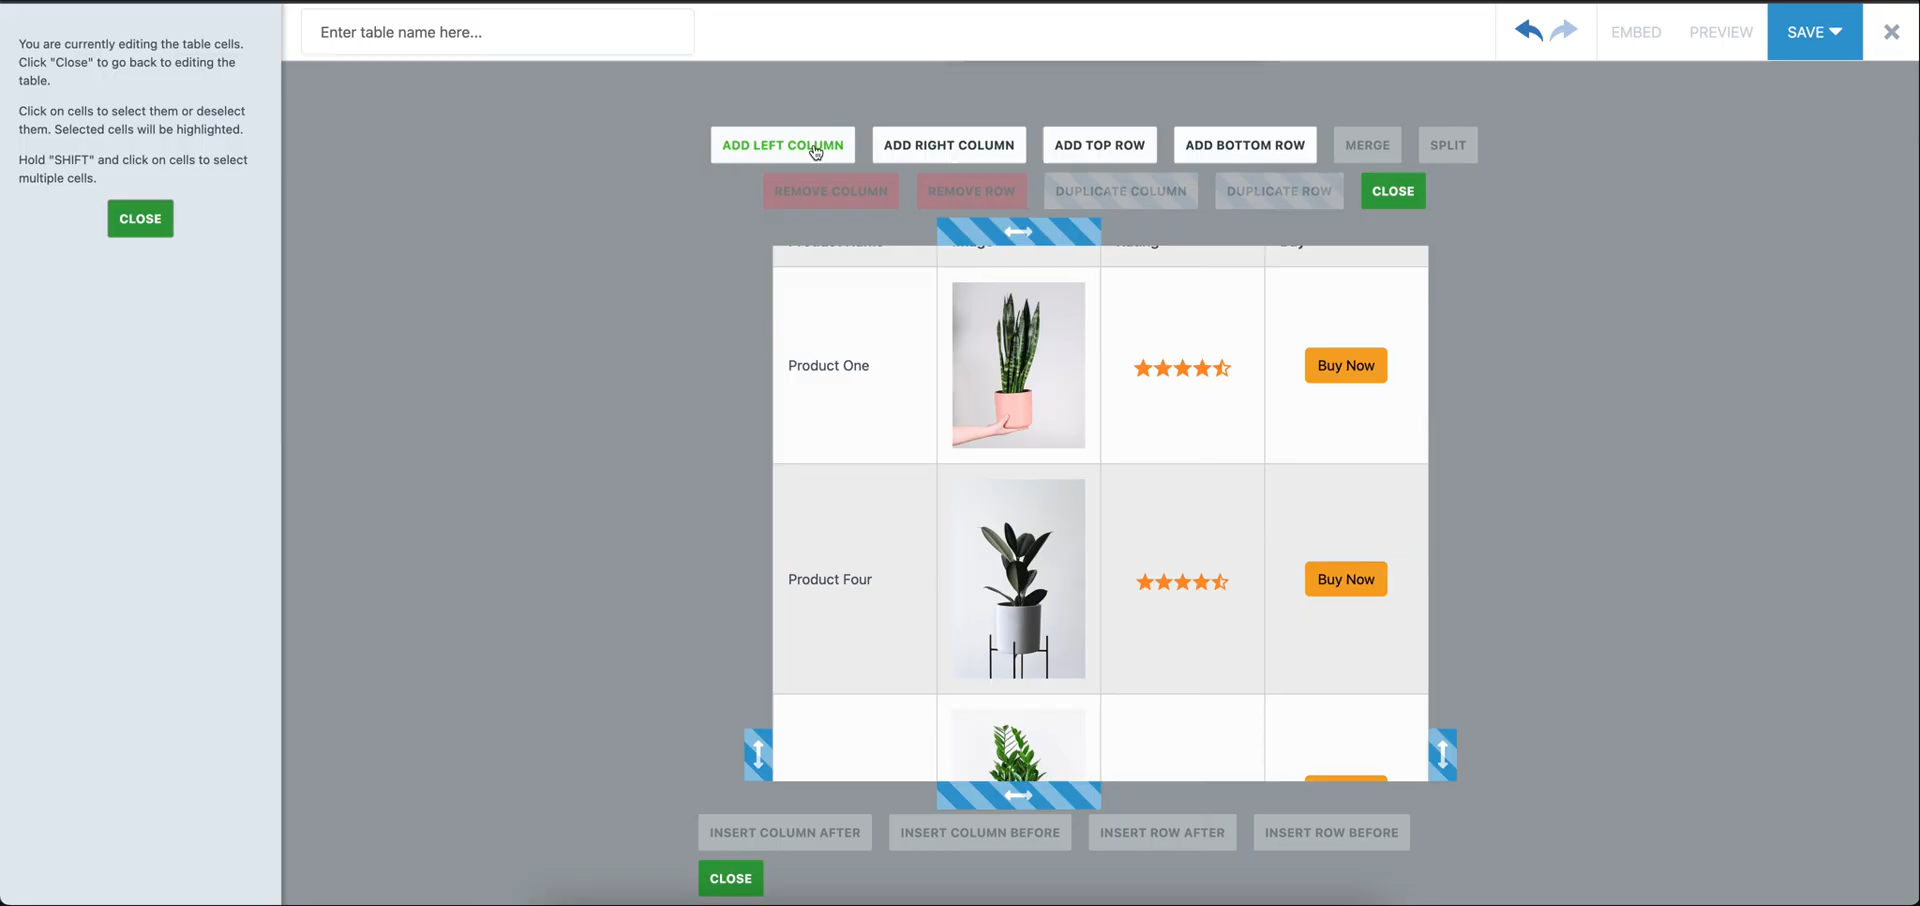 You are currently editing the table cells.
Click "Close" to go back to editing the
table.
Click on cells to select them or deselect
them. Selected cells will be highlighted.
Hold "SHIFT" and click on cells to select
multiple cells.
CLOSE
Enter table name here...
EMBED
PREVIEW
SAVE
ADD LEFT COLUMN
ADD RIGHT COLUMN
ADD TOP ROW
ADD BOTTOM ROW
MERGE
SPLIT
REMOVE COLUMN
REMOVE ROW
DUPLICATE COLUMN
DUPLICATE ROW
CLOSE
Product One
Buy Now
Product Four
Buy Now
INSERT COLUMN AFTER
INSERT COLUMN BEFORE
INSERT ROW AFTER
INSERT ROW BEFORE
CLOSE